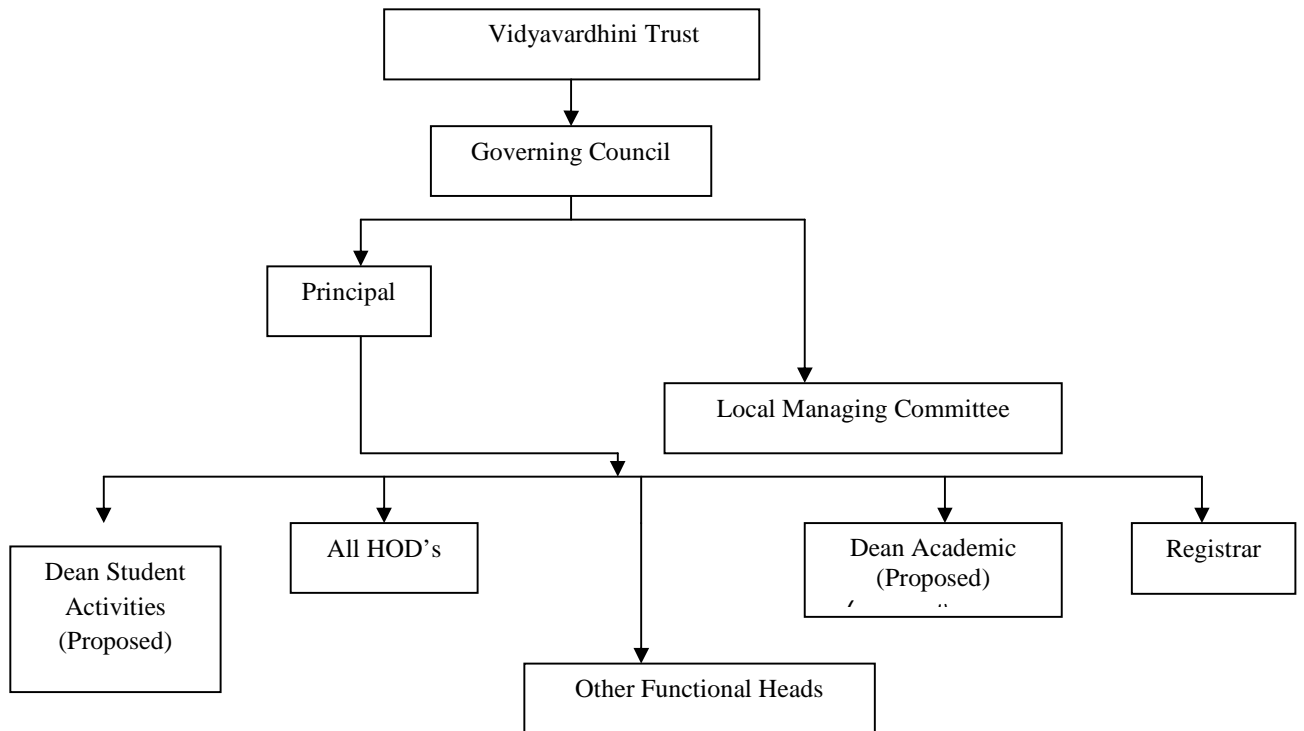 Vidyavardhini Trust
Governing Council
Principal
Local Managing Committee
Dean Student
Activities
(Proposed)
All HOD’s
Other Functional Heads
Dean Academic
(Proposed)
Registrar